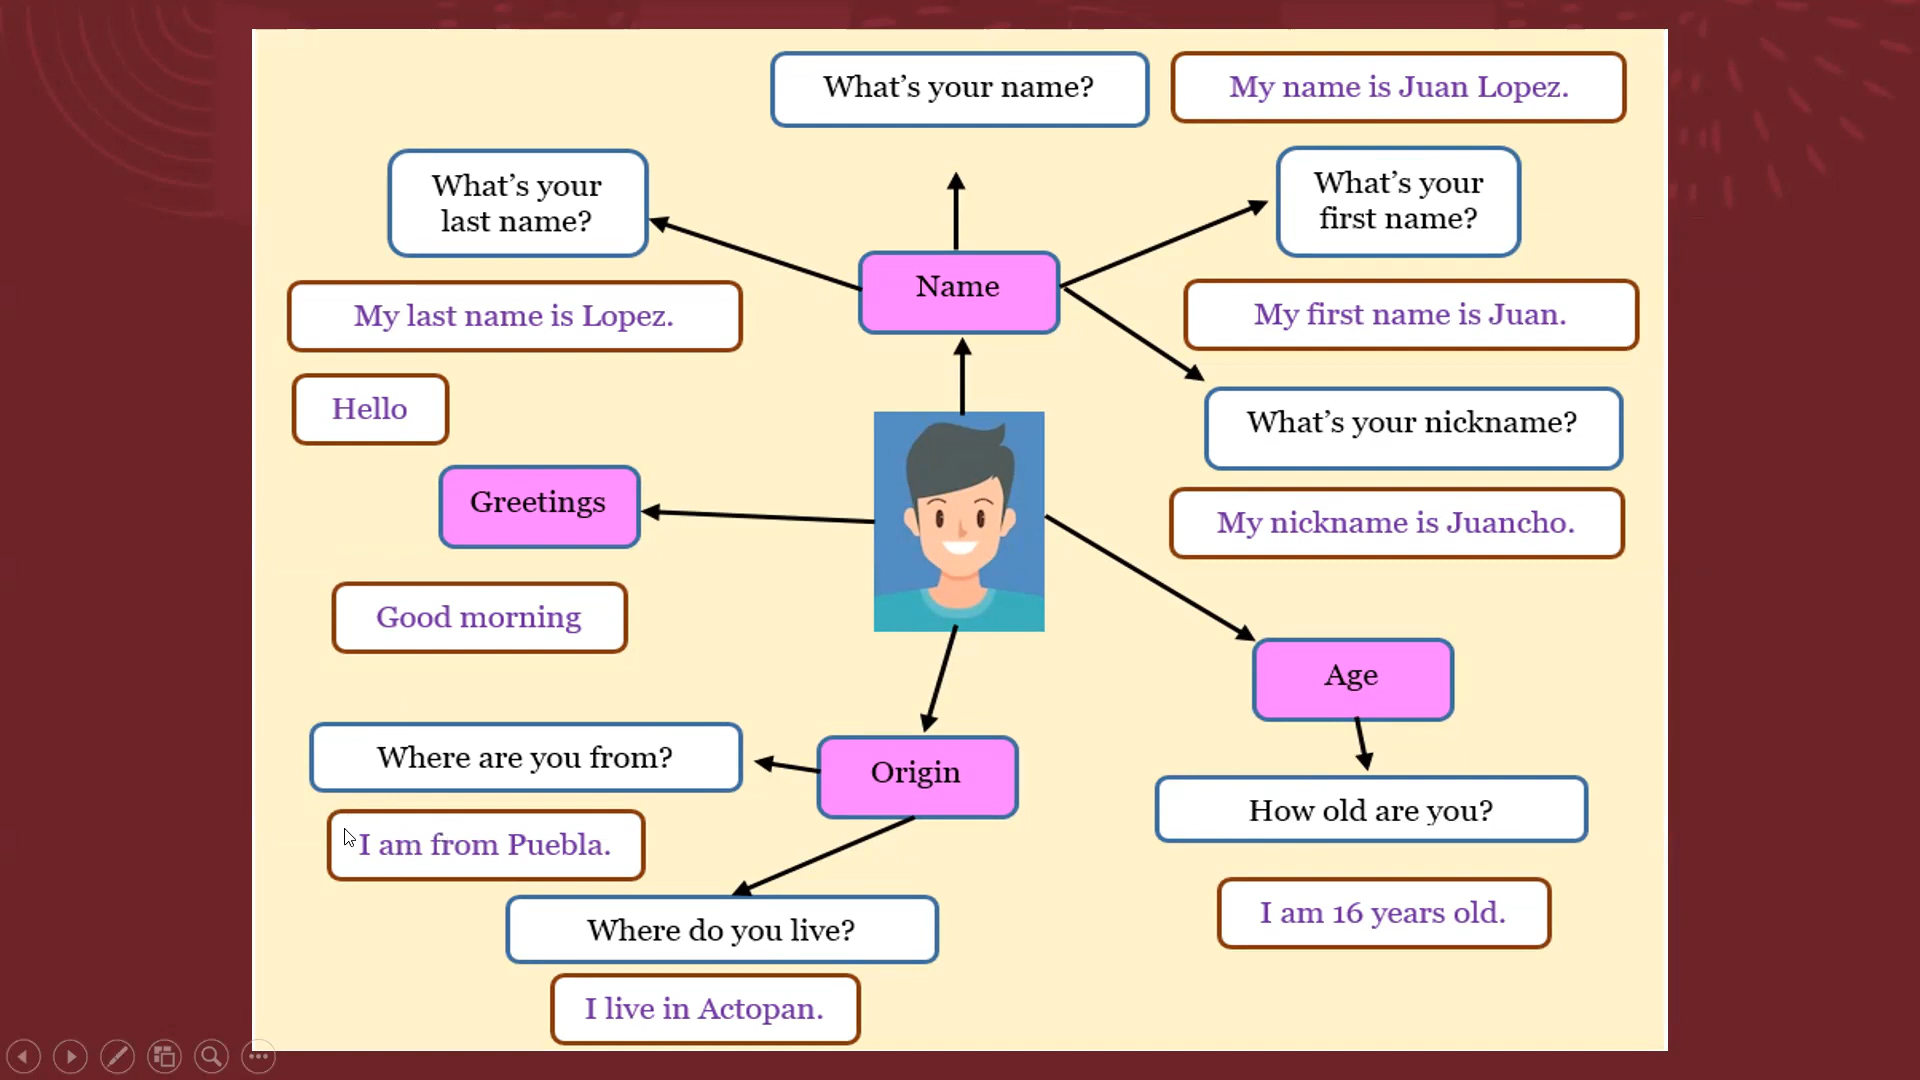 What’s your name?
My name is Juan Lopez.
What’s your
last name?
What’s your
first name?
Name
My last name is Lopez.
My first name is Juan.
Hello
What’s your nickname?
Greetings
My nickname is Juancho.
Good morning
Age
Where are you from?
Origin
How old are you?
I am from Puebla.
Where do you live?
I am 16 years old.
I live in Actopan.